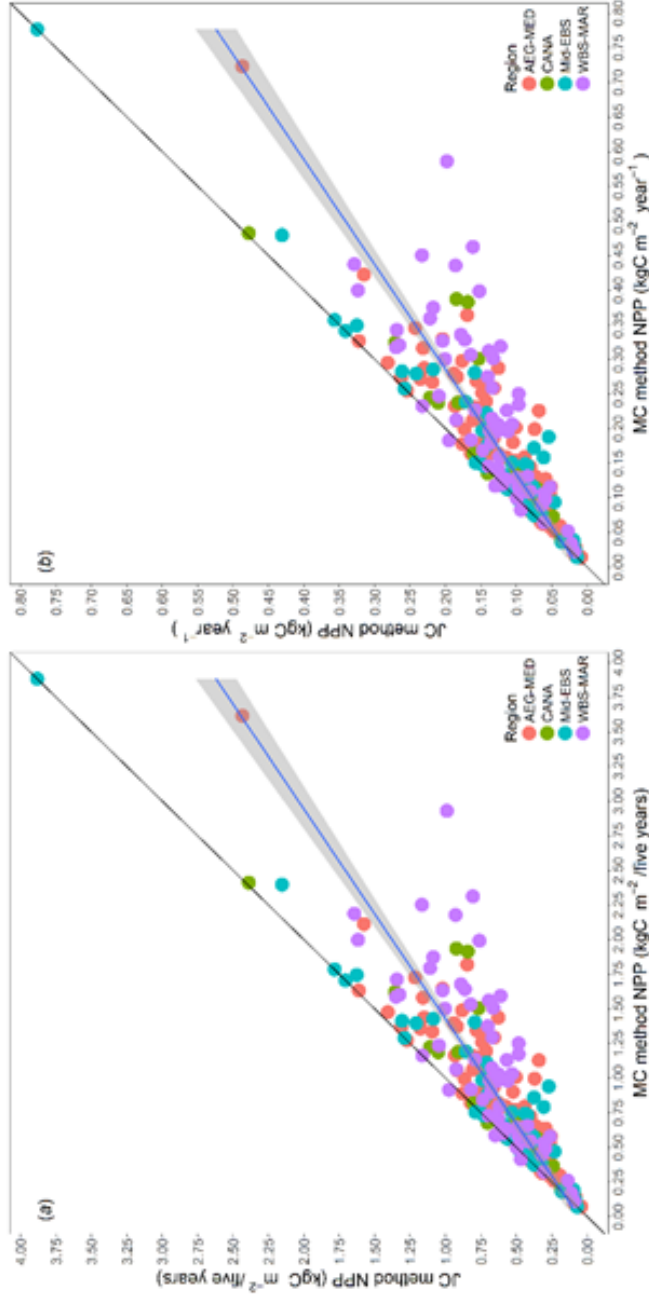 (a)
JC method NPP (kgC m⁻²/five years)
4.00
3.75
3.50
3.25
3.00
2.75
2.50
2.25
2.00
1.75
1.50
1.25
1.00
0.75
0.50
0.25
0.00
Region
AEG-MED
CANA
Mid-EBS
WBS-MAR
0.00 0.25 0.50 0.75 1.00 1.25 1.50 1.75 2.00 2.25 2.50 2.75 3.00 3.25 3.50 3.75 4.00
MC method NPP (kgC m⁻²/five years)
(b)
JC method NPP (kgC m⁻² year⁻¹)
0.80
0.75
0.70
0.65
0.60
0.55
0.50
0.45
0.40
0.35
0.30
0.25
0.20
0.15
0.10
0.05
0.00
Region
AEG-MED
CANA
Mid-EBS
WBS-MAR
0.00 0.05 0.10 0.15 0.20 0.25 0.30 0.35 0.40 0.45 0.50 0.55 0.60 0.65 0.70 0.75 0.80
MC method NPP (kgC m⁻² year⁻¹)